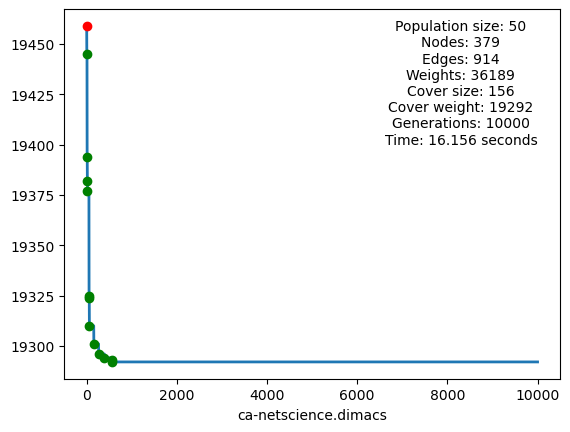 Population size: 50
Nodes: 379
Edges: 914
Weights: 36189
Cover size: 156
Cover weight: 19292
Generations: 10000
Time: 16.156 seconds
19450
19425
19400
19375
19350
19325
19300
0 2000 4000 6000 8000 10000
ca-netscience.dimacs